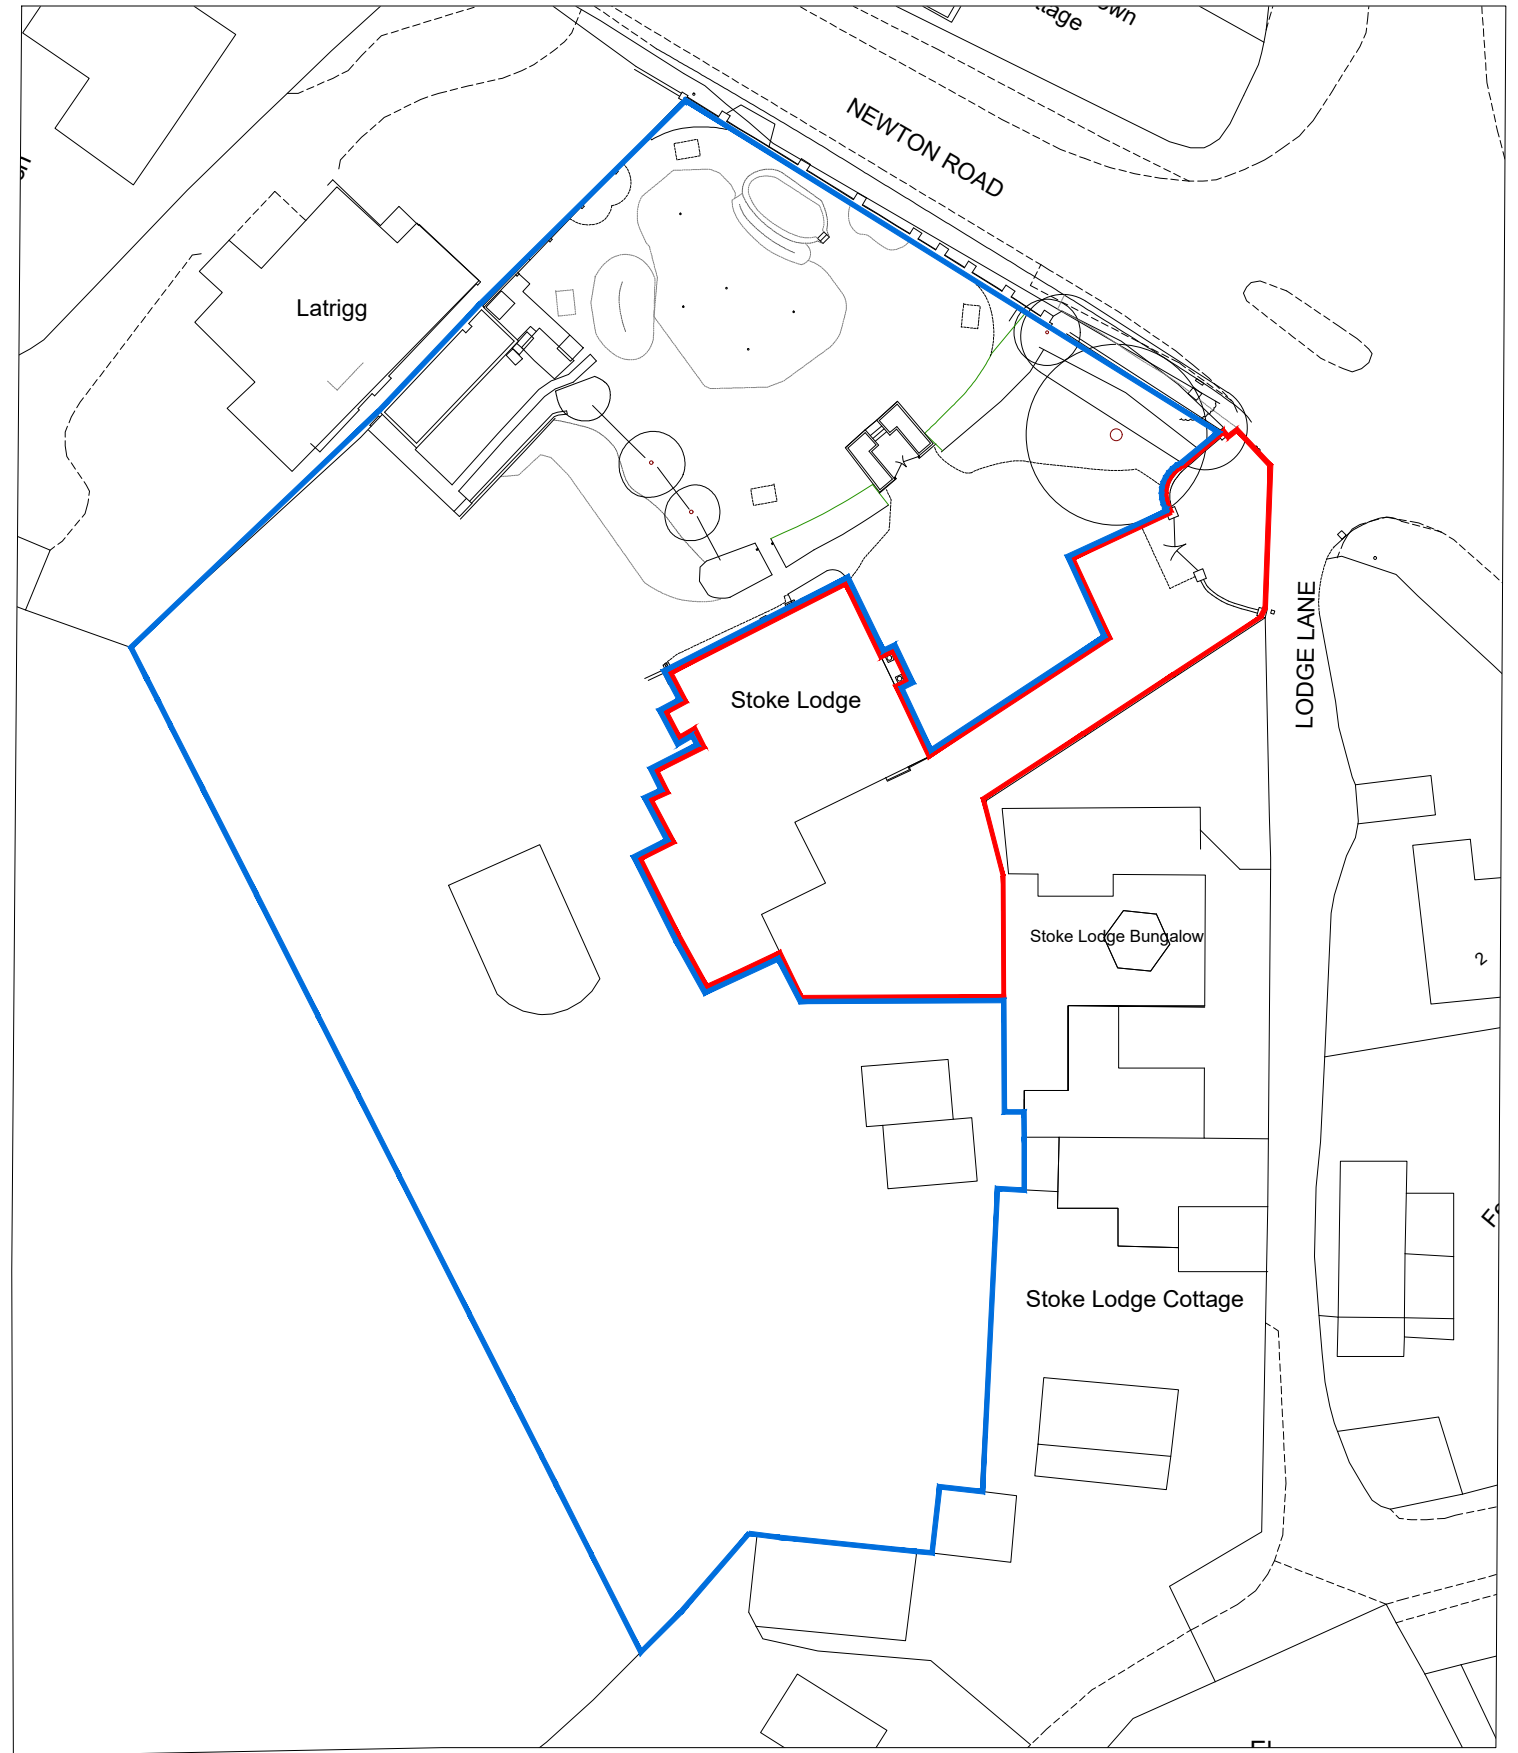 NEWTON ROAD
Latrigg
LODGE LANE
Stoke Lodge
Stoke Lodge Bungalow
2
Stoke Lodge Cottage